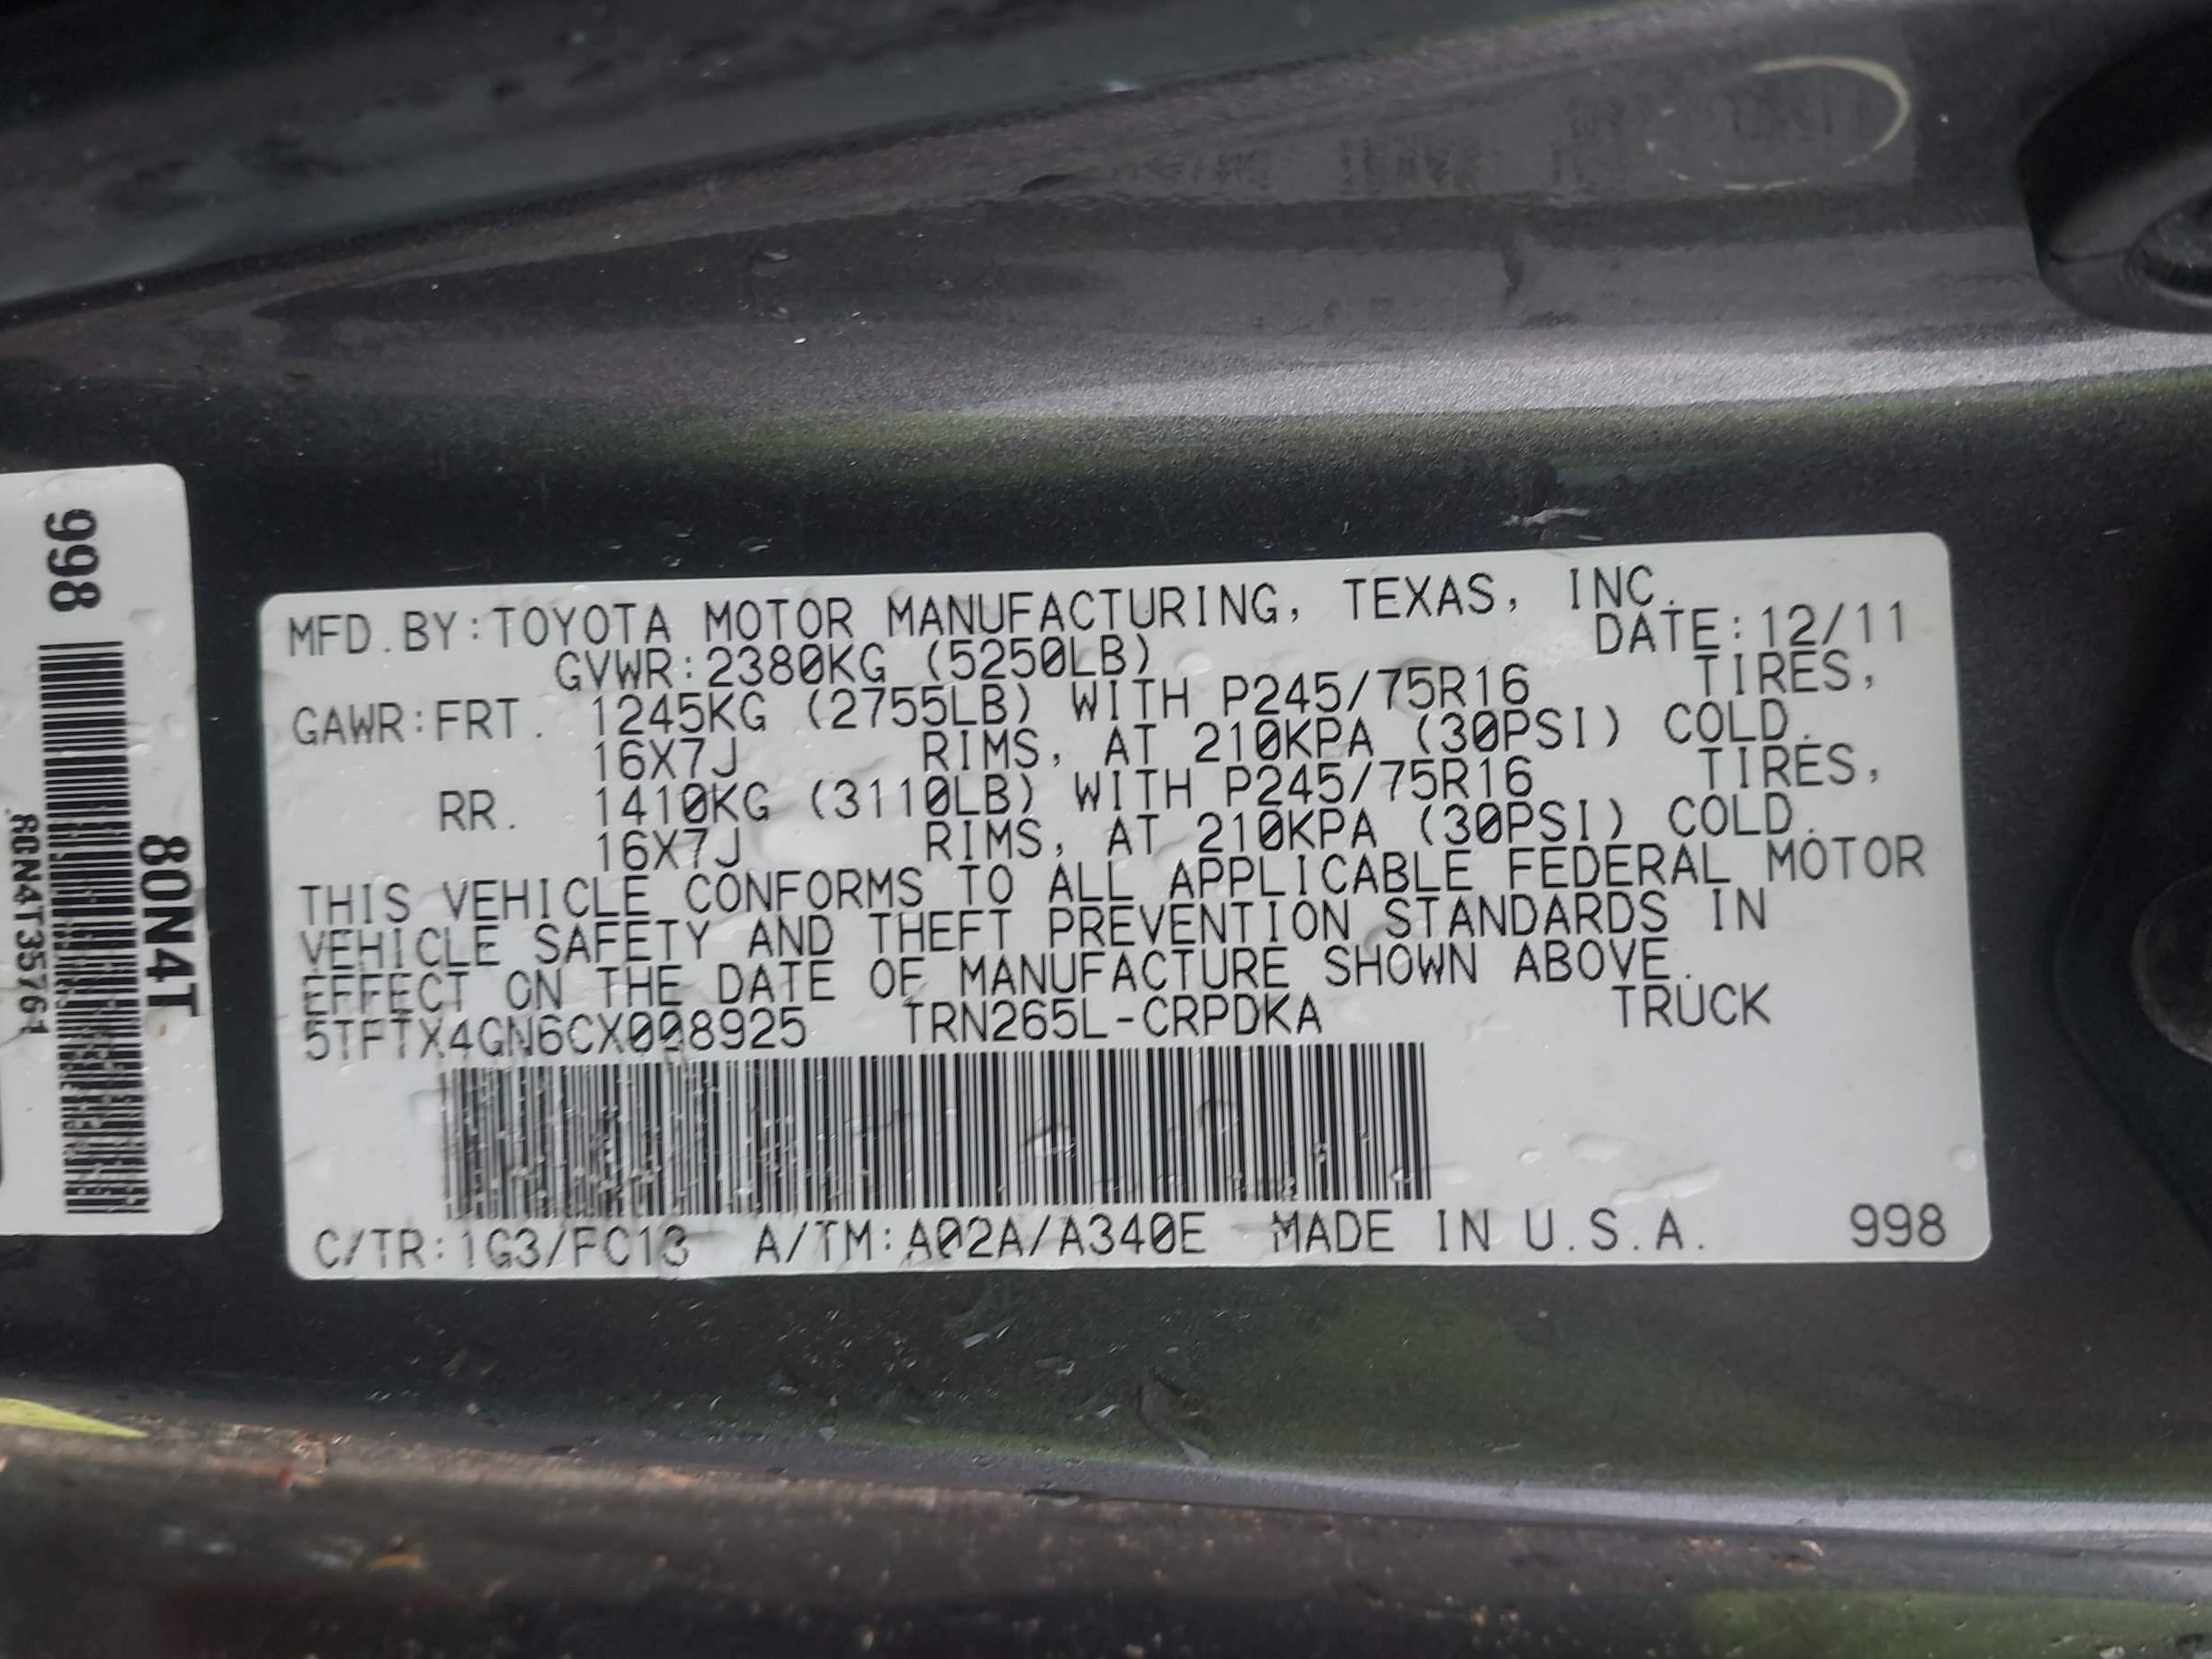 MFD.BY:TOYOTA MOTOR MANUFACTURING, TEXAS, INC.
GVWR:2380KG (5250LB) DATE:12/11
GAWR:FRT. 1245KG (2755LB) WITH P245/75R16 TIRES,
16X7J RIMS, AT 210KPA (30PSI) COLD.
RR. 1410KG (3110LB) WITH P245/75R16 TIRES,
16X7J RIMS, AT 210KPA (30PSI) COLD.
THIS VEHICLE CONFORMS TO ALL APPLICABLE FEDERAL MOTOR
VEHICLE SAFETY AND THEFT PREVENTION STANDARDS IN
EFFECT ON THE DATE OF MANUFACTURE SHOWN ABOVE.
5TFTX4GN6CX008925 TRN265L-CRPDKA TRUCK
C/TR:1G3/FC13 A/TM:A02A/A340E MADE IN U.S.A. 998
998
80N4T
80N4T35761